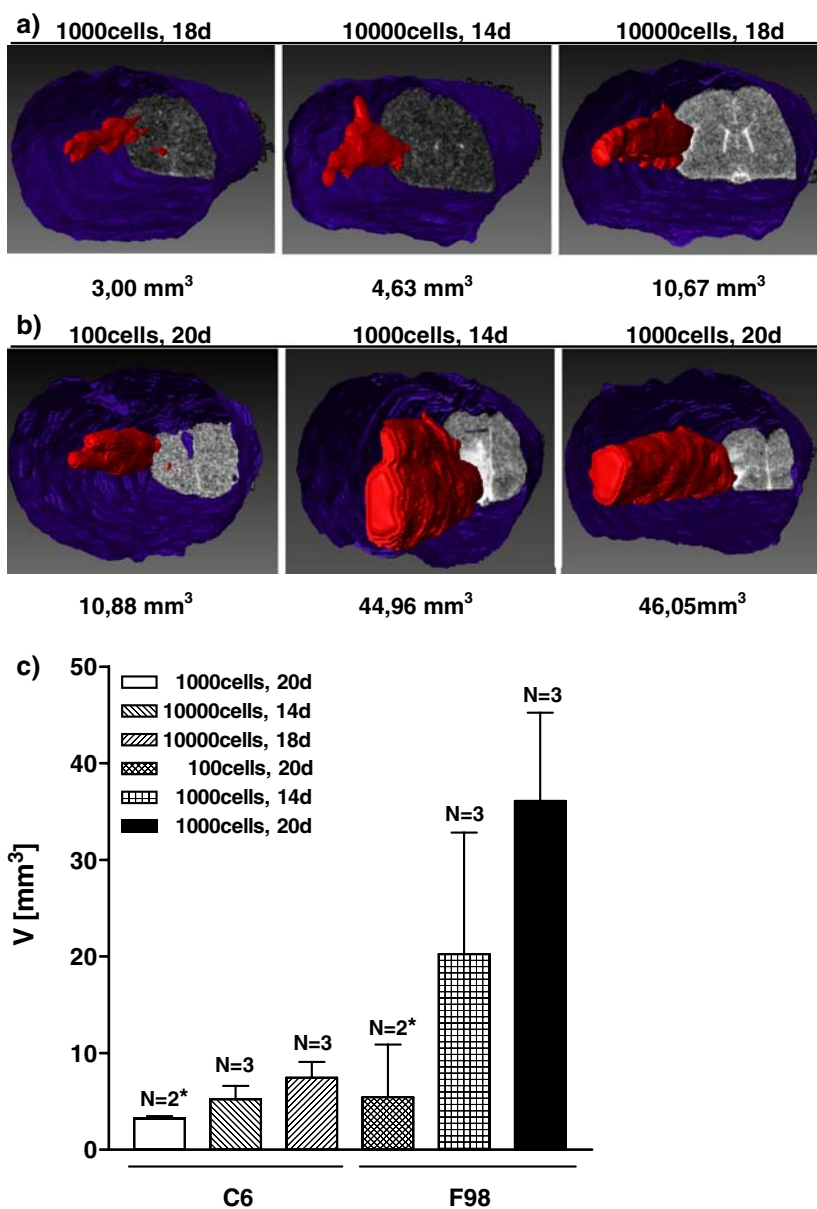 a)
1000cells, 18d 10000cells, 14d 10000cells, 18d
3,00 mm³ 4,63 mm³ 10,67 mm³
b)
100cells, 20d 1000cells, 14d 1000cells, 20d
10,88 mm³ 44,96 mm³ 46,05mm³
c)
50
40
30
20
10
0
V [mm³]
1000cells, 20d
10000cells, 14d
10000cells, 18d
100cells, 20d
1000cells, 14d
1000cells, 20d
N=2*
N=3
N=3
N=2*
N=3
N=3
C6 F98